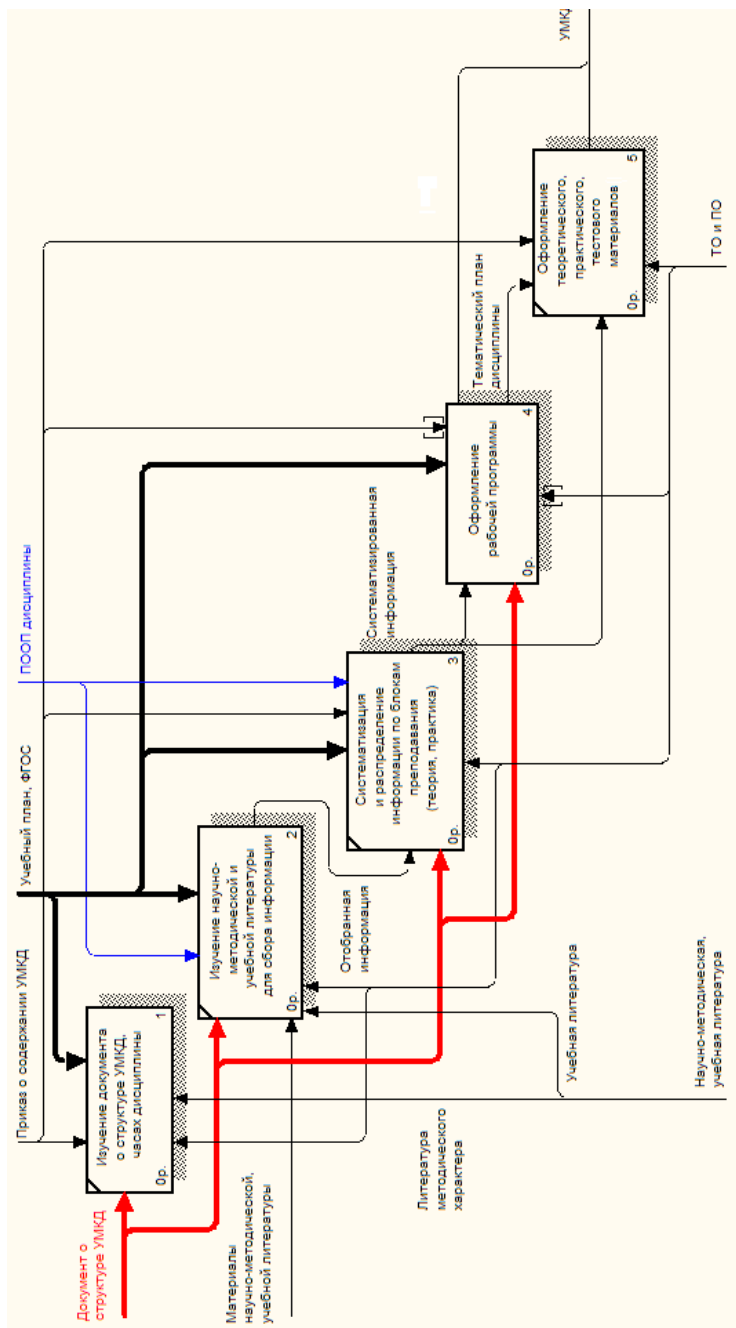 Приказ о содержании УМКД
Учебный план, ФГОС
ПООП дисциплины
Документ о
структуре УМКД
Изучение документа
о структуре УМКД,
часах дисциплины
0р.
1
Материалы
научно-методической,
учебной литературы
Изучение научно-
методической и
учебной литературы
для сбора информации
0р.
2
Отобранная
информация
Систематизация
и распределение
информации по блокам
преподавания
(теория, практика)
0р.
3
Систематизированная
информация
Оформление
рабочей программы
0р.
4
Тематический план
дисциплины
Оформление
теоретического,
практического,
тестового
материалов
0р.
5
УМКД
Литература
методического
характера
Учебная литература
Научно-методическая,
учебная литература
ТО и ПО